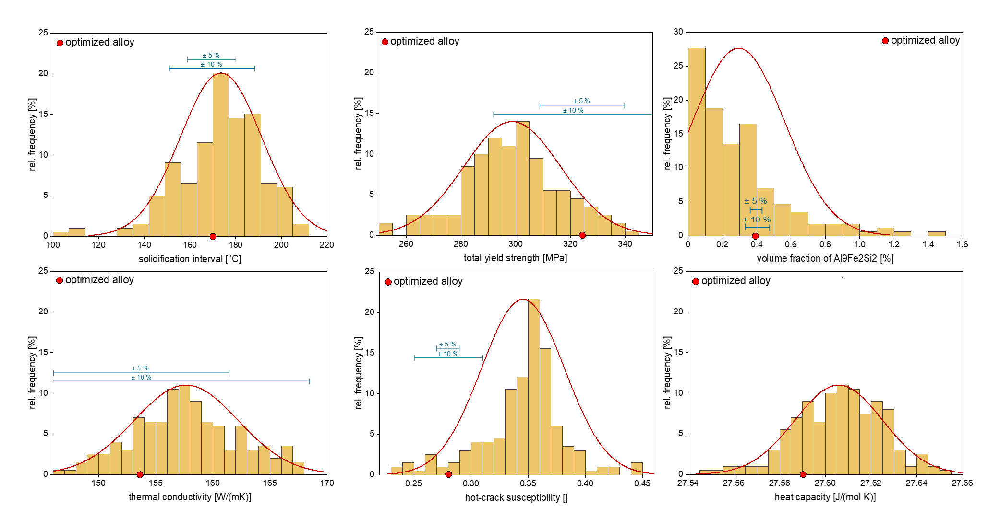 optimized alloy
± 5 %
± 10 %
rel. frequency [%]
25
20
15
10
5
0
100 120 140 160 180 200 220
solidification interval [°C]
optimized alloy
± 5 %
± 10 %
rel. frequency [%]
25
20
15
10
5
0
260 280 300 320 340
total yield strength [MPa]
optimized alloy
± 5 %
± 10 %
rel. frequency [%]
30
25
20
15
10
5
0
0 0.2 0.4 0.6 0.8 1.0 1.2 1.4 1.6
volume fraction of Al9Fe2Si2 [%]
optimized alloy
± 5 %
± 10 %
rel. frequency [%]
25
20
15
10
5
0
150 155 160 165 170
thermal conductivity [W/(mK)]
optimized alloy
± 5 %
± 10 %
rel. frequency [%]
25
20
15
10
5
0
0.25 0.30 0.35 0.40 0.45
hot-crack susceptibility []
optimized alloy
rel. frequency [%]
25
20
15
10
5
0
27.54 27.56 27.58 27.60 27.62 27.64 27.66
heat capacity [J/(mol K)]